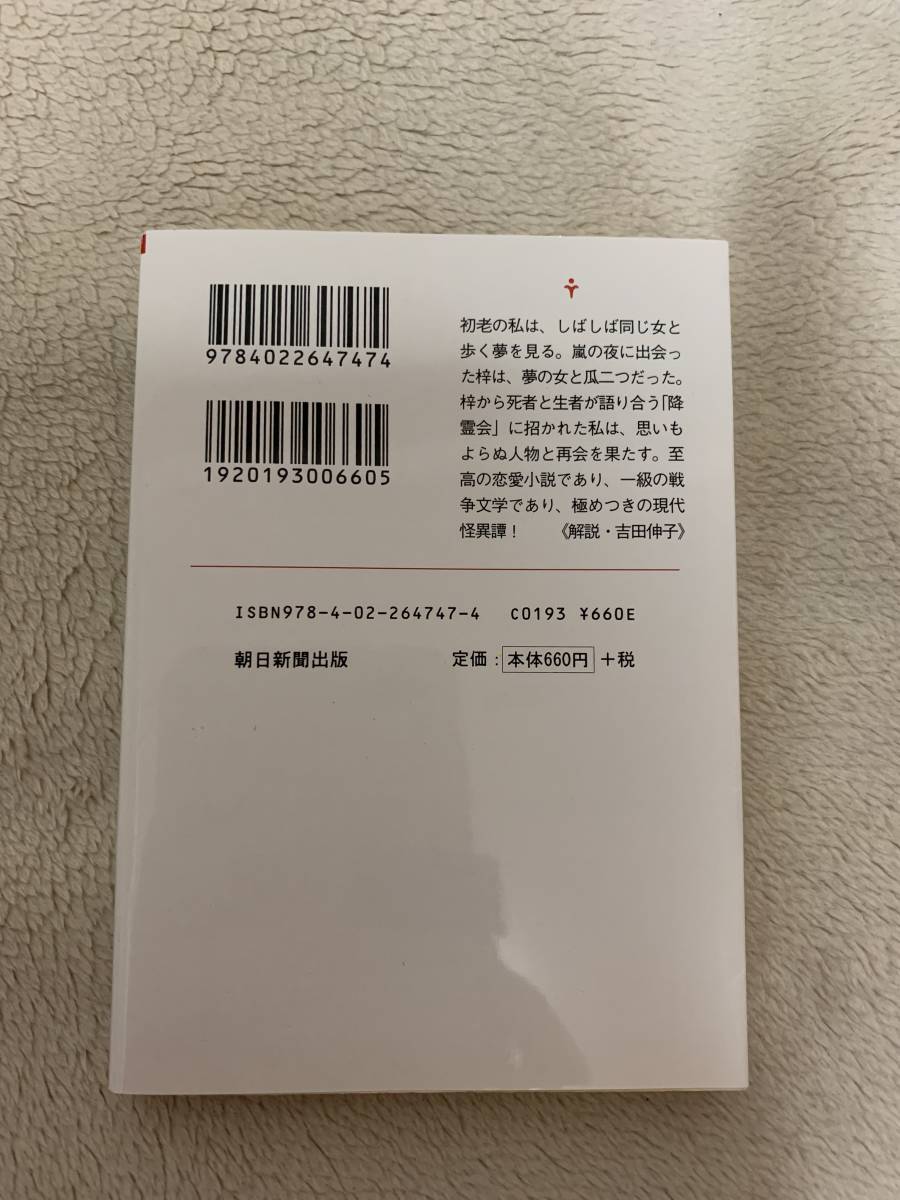 9784022647474
1920193006605
初老の私は、しばしば同じ女と
歩く夢を見る。嵐の夜に出会っ
た梓は、夢の女と瓜二つだった。
梓から死者と生者が語り合う「降
霊会」に招かれた私は、思いも
よらぬ人物と再会を果たす。至
高の恋愛小説であり、一級の戦
争文学であり、極めつきの現代
怪異譚！　《解説・吉田伸子》
ISBN978-4-02-264747-4 C0193 ¥660E
朝日新聞出版 定価：本体660円＋税